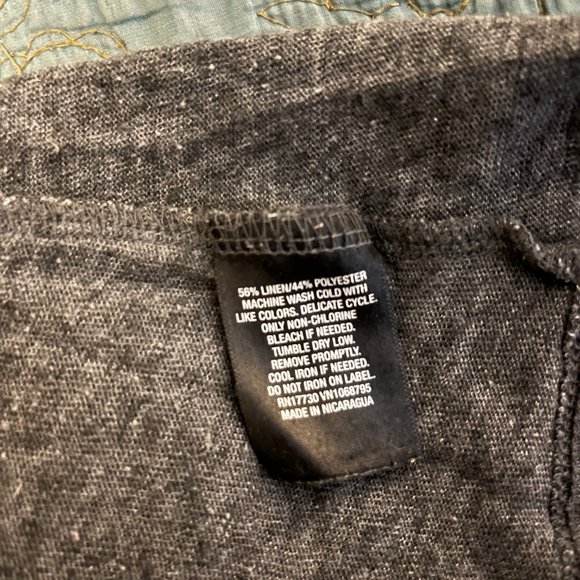 56% LINEN/44% POLYESTER
MACHINE WASH COLD WITH
LIKE COLORS. DELICATE CYCLE.
ONLY NON-CHLORINE
BLEACH IF NEEDED.
TUMBLE DRY LOW.
REMOVE PROMPTLY.
COOL IRON IF NEEDED.
DO NOT IRON ON LABEL.
RN17730 VN1068795
MADE IN NICARAGUA